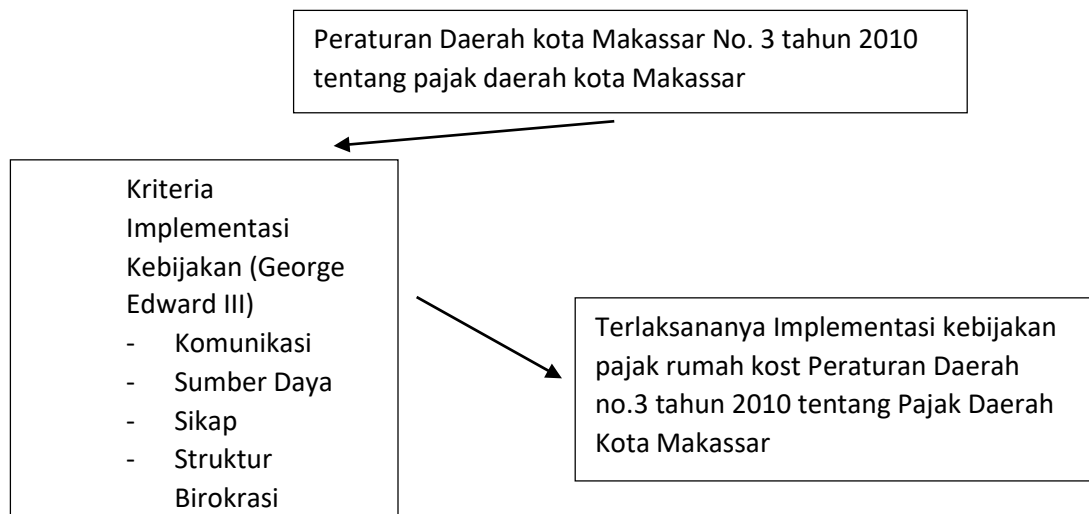 Peraturan Daerah kota Makassar No. 3 tahun 2010
tentang pajak daerah kota Makassar
Kriteria
Implementasi
Kebijakan (George
Edward III)
- Komunikasi
- Sumber Daya
- Sikap
- Struktur
Birokrasi
Terlaksananya Implementasi kebijakan
pajak rumah kost Peraturan Daerah
no.3 tahun 2010 tentang Pajak Daerah
Kota Makassar